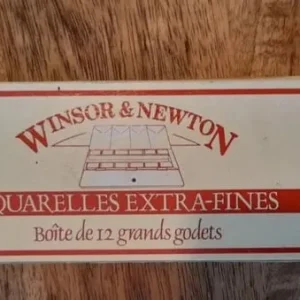 WINSOR & NEWTON
QUARELLES EXTRA-FINES
Boîte de 12 grands godets